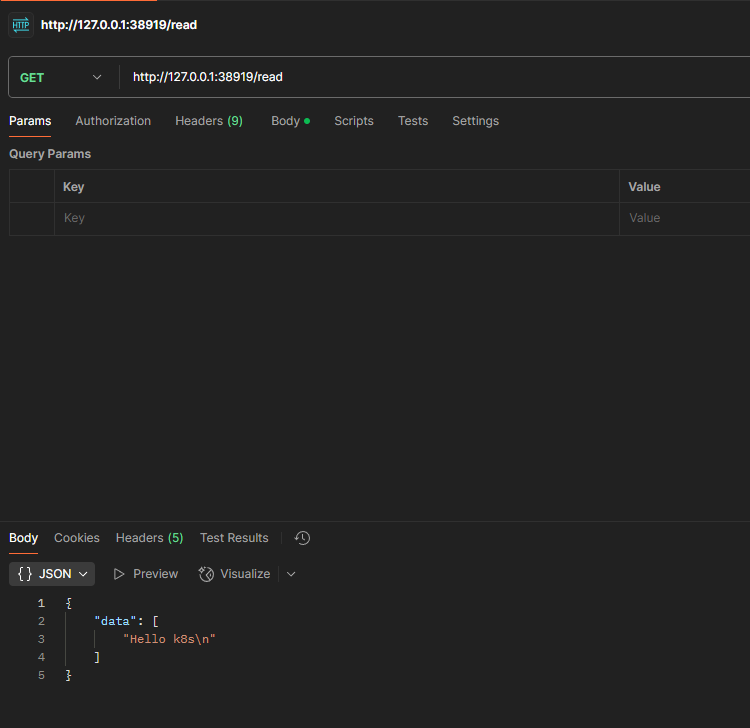 HTTP http://127.0.0.1:38919/read
GET http://127.0.0.1:38919/read
Params Authorization Headers (9) Body Scripts Tests Settings
Query Params
Key Value
Key Value
Body Cookies Headers (5) Test Results
{} JSON Preview Visualize
1 {
2 "data": [
3 "Hello k8s\n"
4 ]
5 }